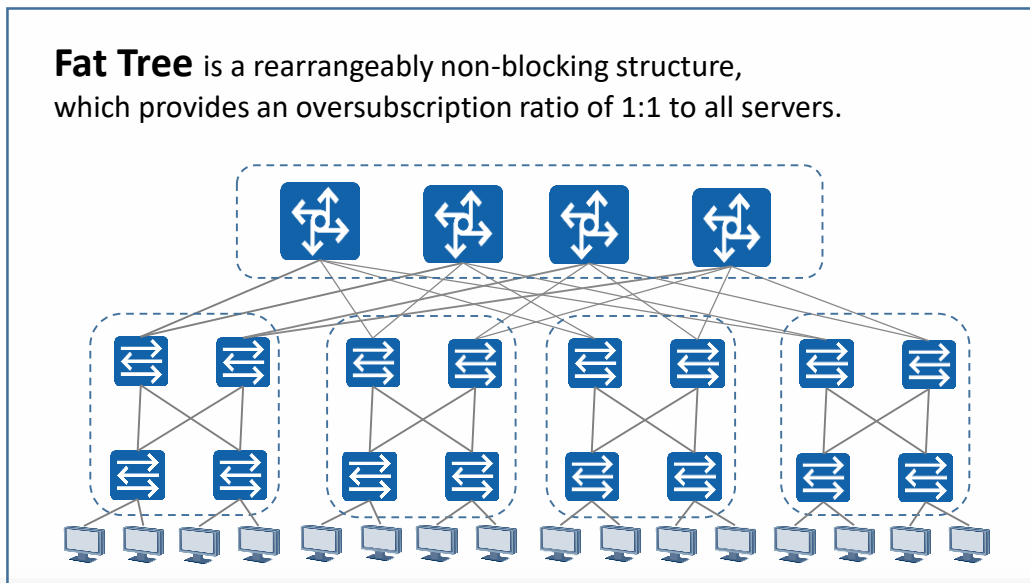 Fat Tree is a rearrangeably non-blocking structure,
which provides an oversubscription ratio of 1:1 to all servers.